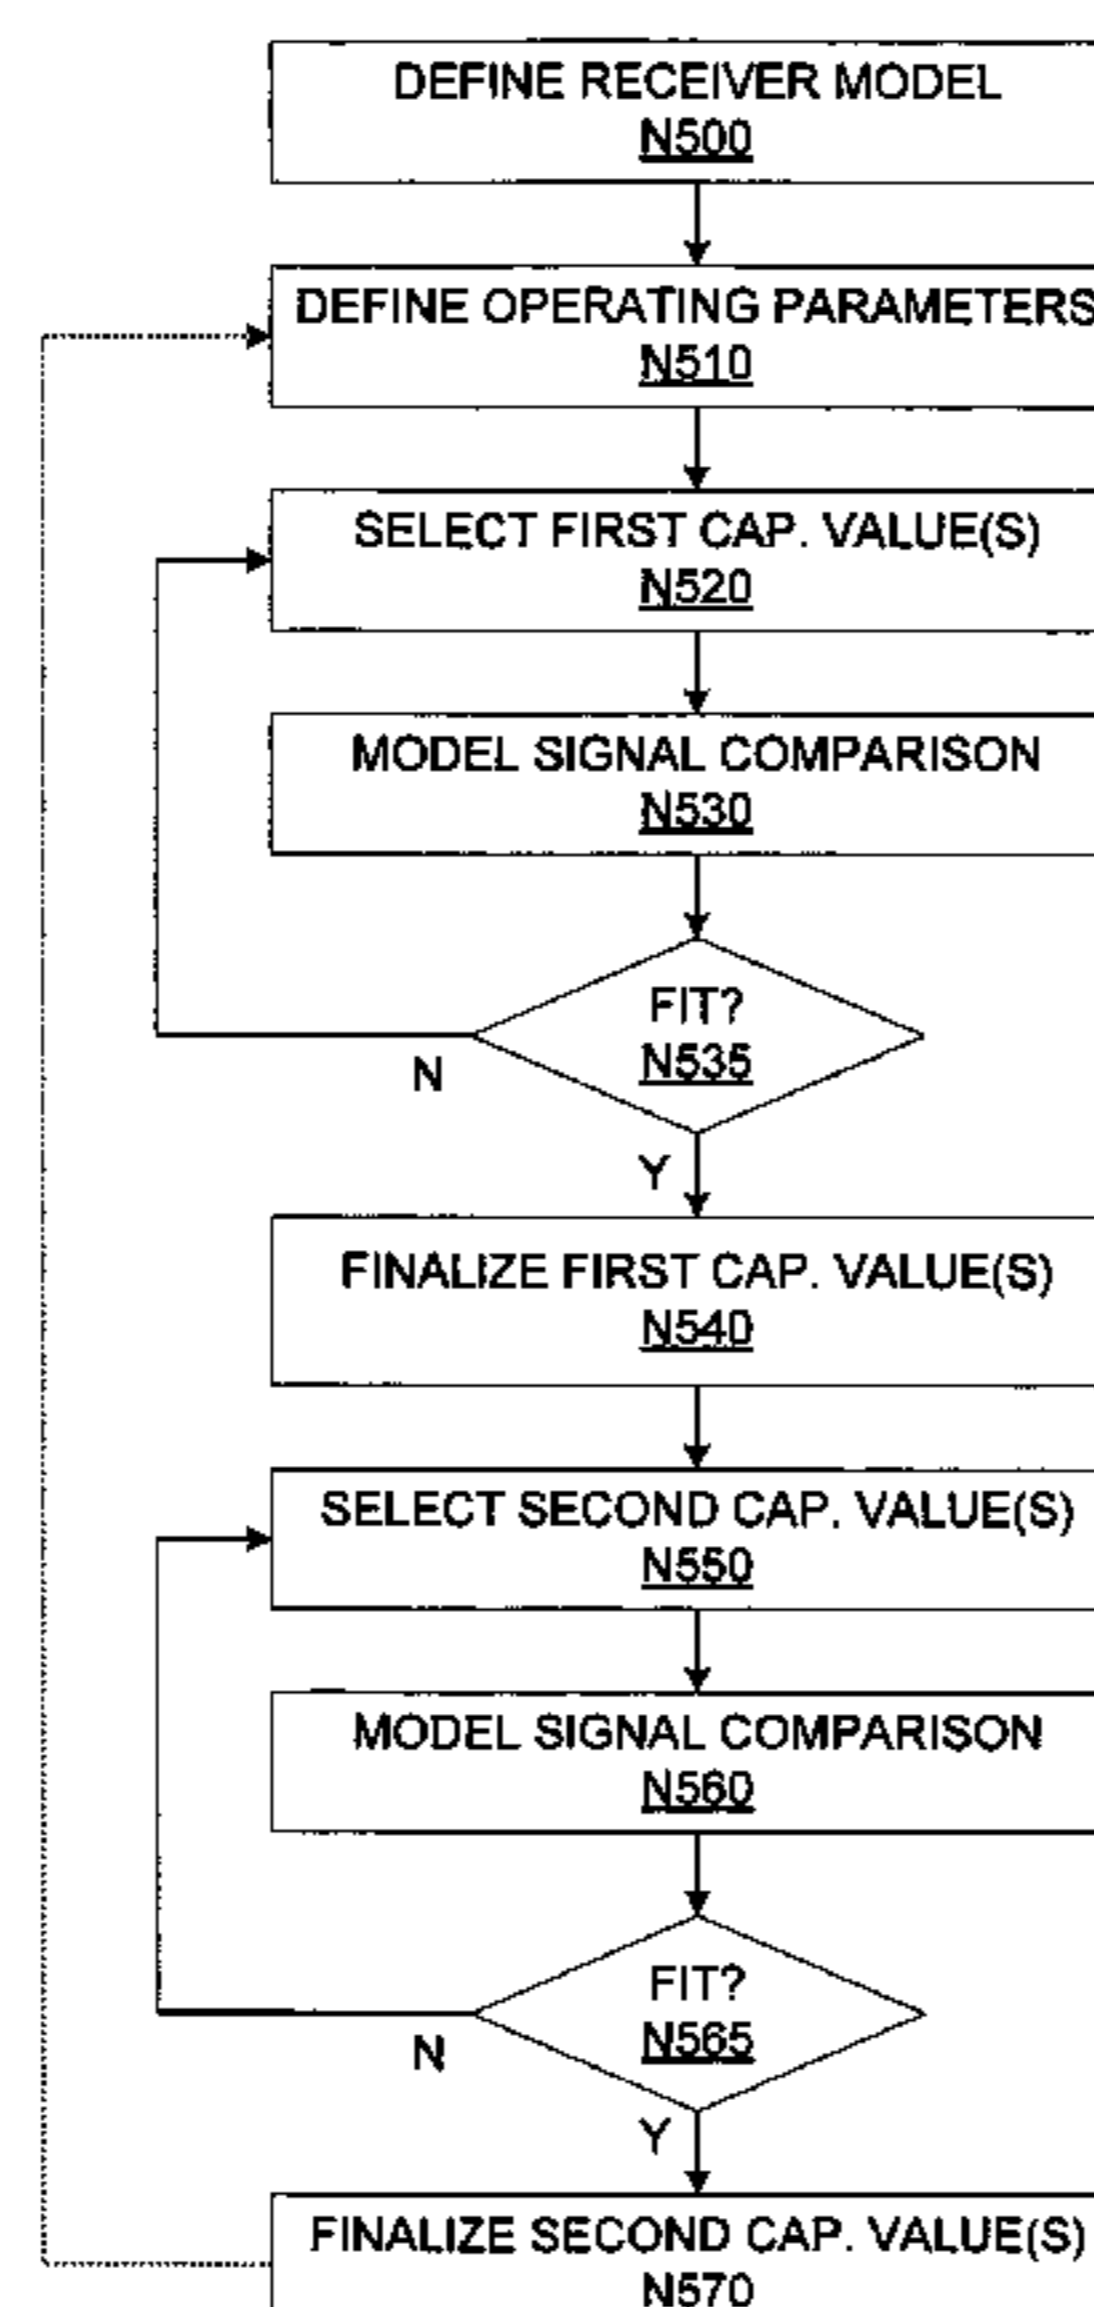 DEFINE RECEIVER MODEL
N500
DEFINE OPERATING PARAMETERS
N510
SELECT FIRST CAP. VALUE(S)
N520
MODEL SIGNAL COMPARISON
N530
FIT?
N535
N
Y
FINALIZE FIRST CAP. VALUE(S)
N540
SELECT SECOND CAP. VALUE(S)
N550
MODEL SIGNAL COMPARISON
N560
FIT?
N565
N
Y
FINALIZE SECOND CAP. VALUE(S)
N570